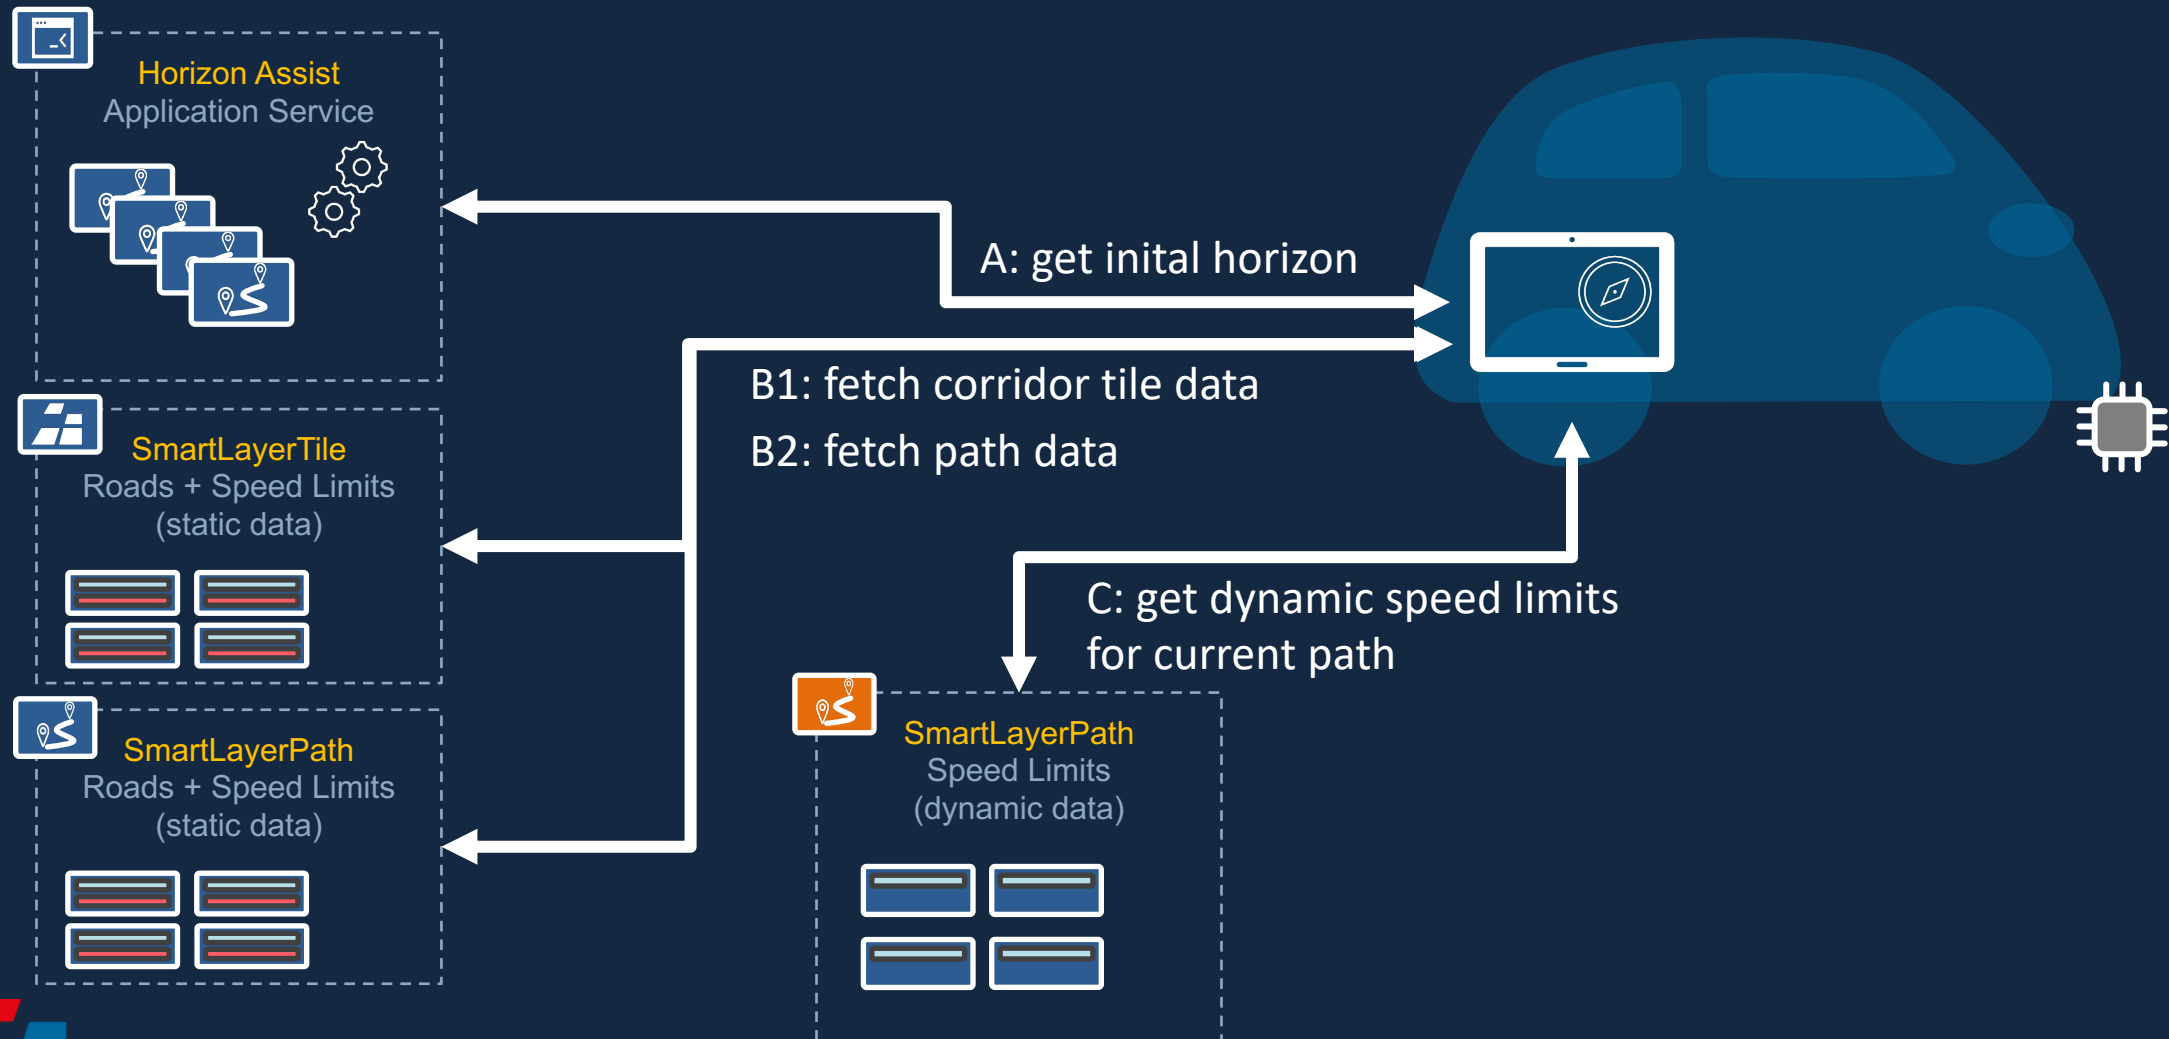 Horizon Assist
Application Service
A: get inital horizon
B1: fetch corridor tile data
B2: fetch path data
SmartLayerTile
Roads + Speed Limits
(static data)
C: get dynamic speed limits
for current path
SmartLayerPath
Roads + Speed Limits
(static data)
SmartLayerPath
Speed Limits
(dynamic data)